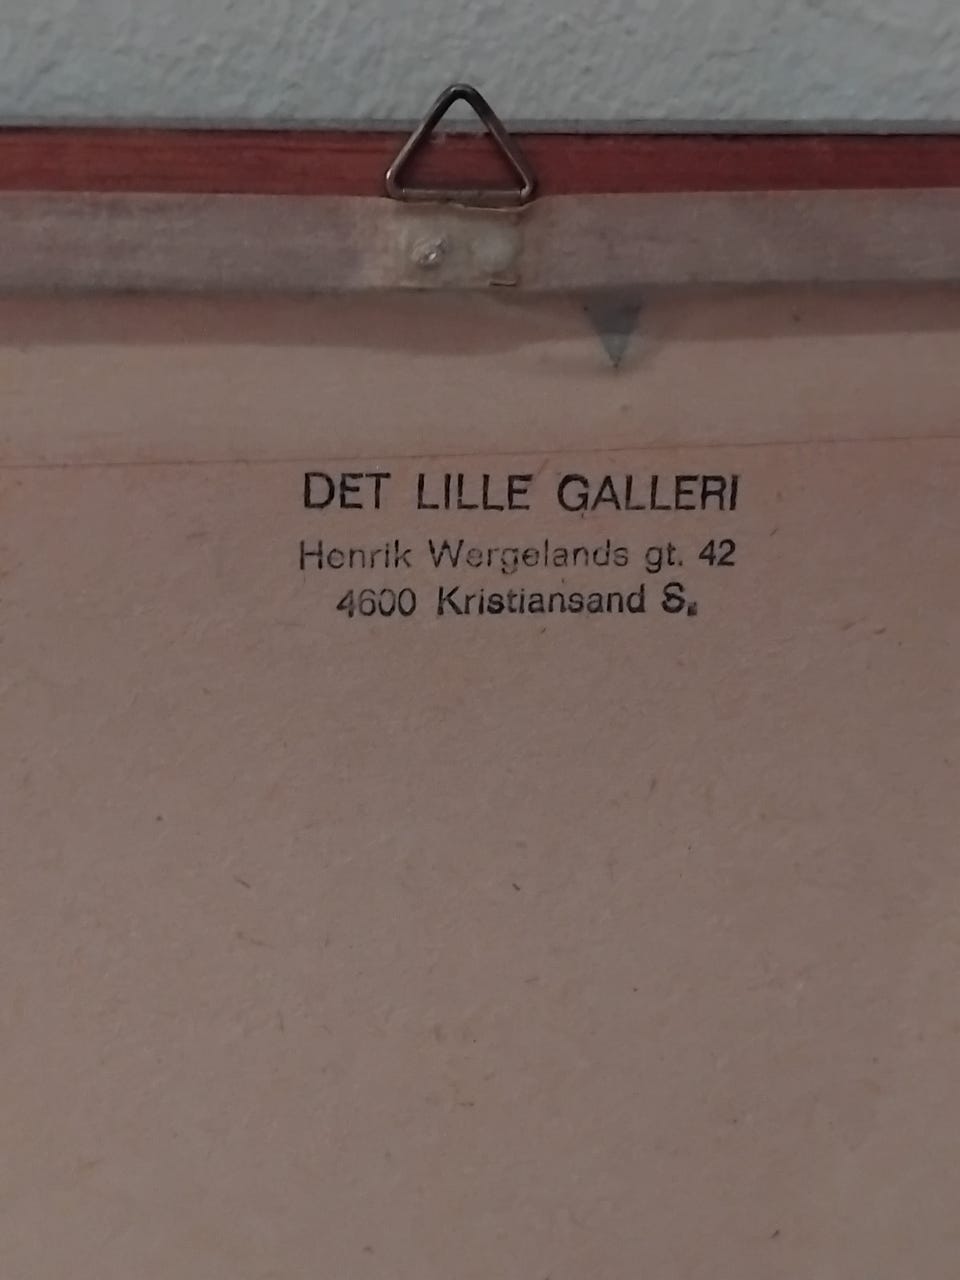 DET LILLE GALLERI
Henrik Wergelands gt. 42
4600 Kristiansand S.